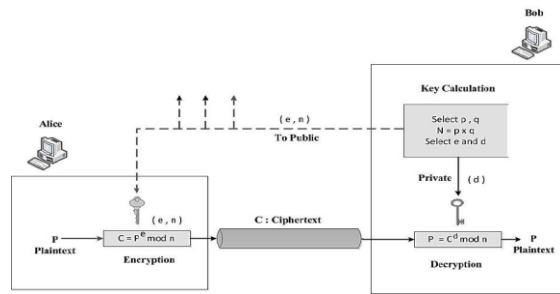 Bob
Key Calculation
Select p , q
N = p x q
Select e and d
(e,n)
To Public
Alice
Private
(d)
(e,n)
C : Ciphertext
P
Plaintext
C = P^e mod n
Encryption
P = C^d mod n
Decryption
P
Plaintext